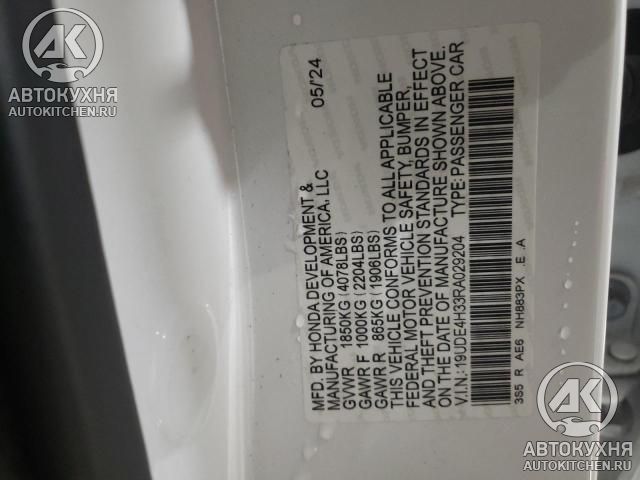 MFD. BY HONDA DEVELOPMENT & 05/'24
MANUFACTURING OF AMERICA, LLC
GVWR 1850KG (4078LBS)
GAWR F 1000KG (2204LBS)
GAWR R 865KG (1906LBS)
THIS VEHICLE CONFORMS TO ALL APPLICABLE
FEDERAL MOTOR VEHICLE SAFETY, BUMPER,
AND THEFT PREVENTION STANDARDS IN EFFECT
ON THE DATE OF MANUFACTURE SHOWN ABOVE.
V.I.N.: 19UDE4H33RA029204 TYPE: PASSENGER CAR
3S5 R AE6 NH883PX .E .A
AK
АВТОКУХНЯ
AUTOKITCHEN.RU
AK
АВТОКУХНЯ
AUTOKITCHEN.RU